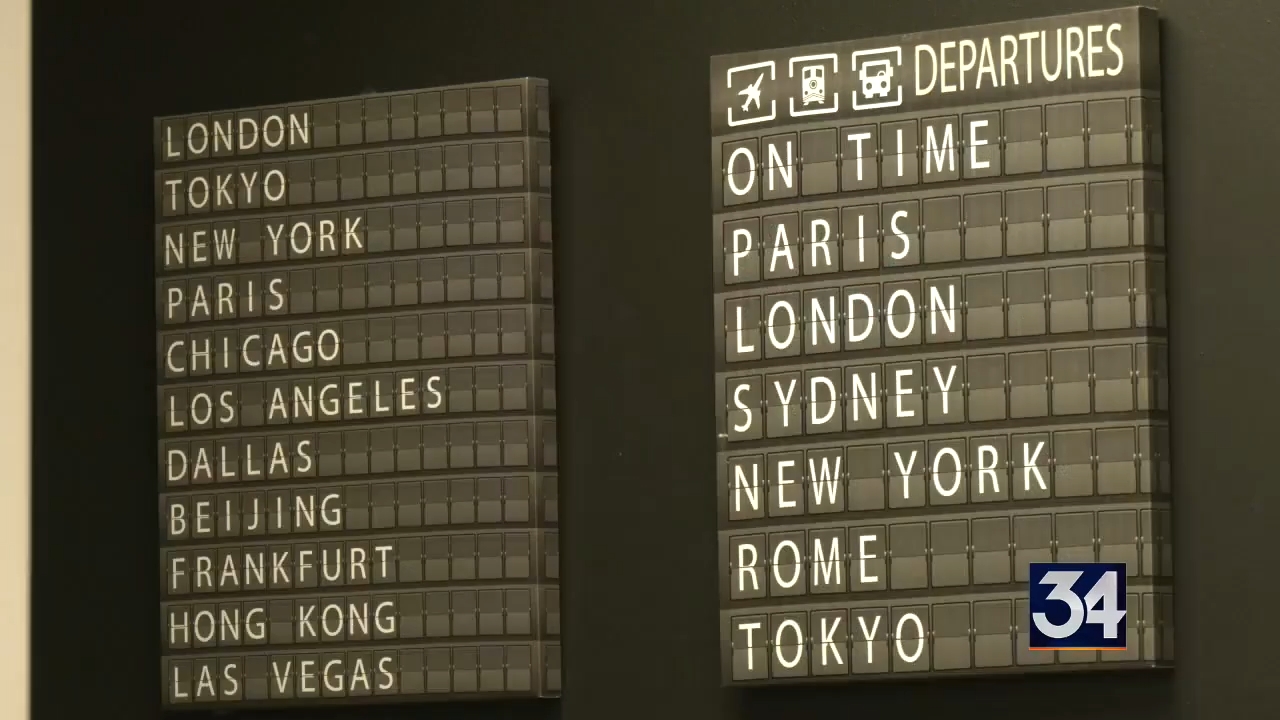 LONDON
TOKYO
NEW YORK
PARIS
CHICAGO
LOS ANGELES
DALLAS
BEIJING
FRANKFURT
HONG KONG
LAS VEGAS
DEPARTURES
ON TIME
PARIS
LONDON
SYDNEY
NEW YORK
ROME
TOKYO
34